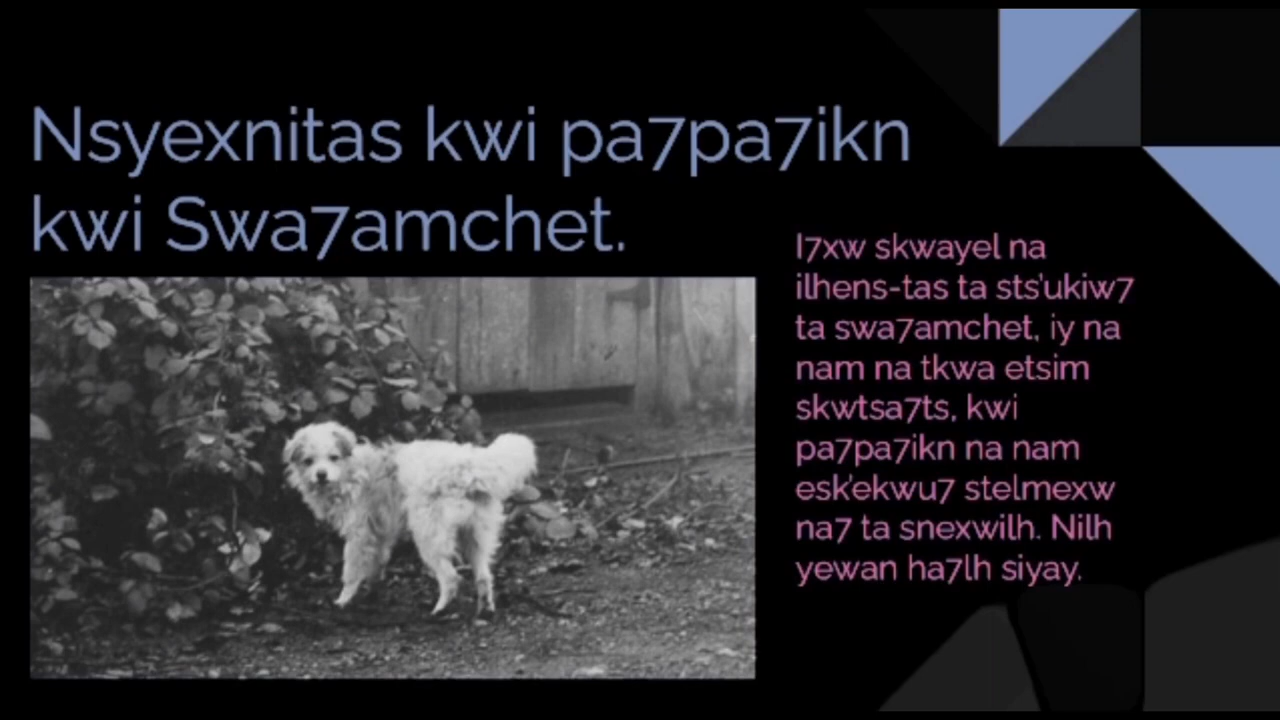 Nsyexnitas kwi pa7pa7ikn
kwi Swa7amchet.
I7xw skwayel na
ilhens-tas ta sts'ukiw7
ta swa7amchet, iy na
nam na tkwa etsim
skwtsa7ts, kwi
pa7pa7ikn na nam
esk'ekwu7 stelmexw
na7 ta snexwilh. Nilh
yewan ha7lh siyay.